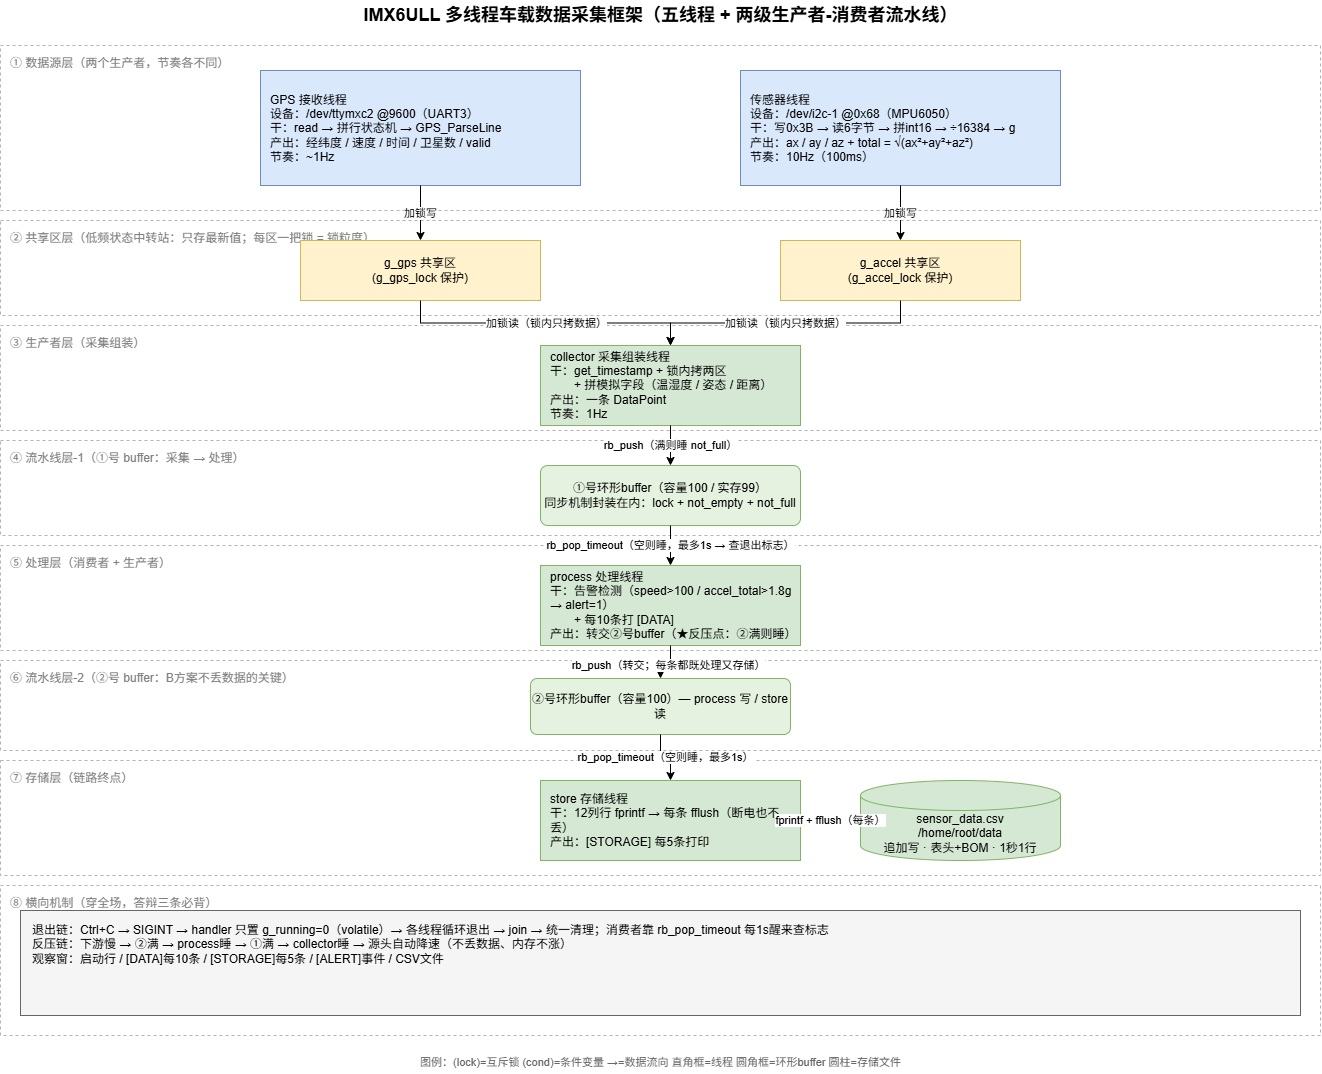 IMX6ULL 多线程车载数据采集框架（五线程 + 两级生产者-消费者流水线）
① 数据源层（两个生产者，节奏各不同）
GPS 接收线程
设备：/dev/ttymxc2 @9600（UART3）
干：read → 拼行状态机 → GPS_ParseLine
产出：经纬度 / 速度 / 时间 / 卫星数 / valid
节奏：~1Hz
传感器线程
设备：/dev/i2c-1 @0x68（MPU6050）
干：写0x3B → 读6字节 → 拼int16 → ÷16384 → g
产出：ax / ay / az + total = √(ax²+ay²+az²)
节奏：10Hz（100ms）
加锁写
加锁写
② 共享区层（低频状态中转站：只存最新值；每区一把锁 = 锁粒度）
g_gps 共享区
(g_gps_lock 保护)
g_accel 共享区
(g_accel_lock 保护)
加锁读（锁内只拷数据）
加锁读（锁内只拷数据）
③ 生产者层（采集组装）
collector 采集组装线程
干：get_timestamp + 锁内拷两区
+ 拼模拟字段（温湿度 / 姿态 / 距离）
产出：一条 DataPoint
节奏：1Hz
rb_push（满则睡 not_full）
④ 流水线层-1（①号 buffer：采集 → 处理）
①号环形buffer（容量100 / 实存99）
同步机制封装在内：lock + not_empty + not_full
rb_pop_timeout（空则睡，最多1s → 查退出标志）
⑤ 处理层（消费者 + 生产者）
process 处理线程
干：告警检测（speed>100 / accel_total>1.8g
→ alert=1）
+ 每10条打 [DATA]
产出：转交②号buffer（★反压点：②满则睡）
rb_push（转交；每条都既处理又存储）
⑥ 流水线层-2（②号 buffer：B方案不丢数据的关键）
②号环形buffer（容量100）— process 写 / store
读
rb_pop_timeout（空则睡，最多1s）
⑦ 存储层（链路终点）
store 存储线程
干：12列行 fprintf → 每条 fflush（断电也不
丢）
产出：[STORAGE] 每5条打印
fprintf + fflush（每条）
sensor_data.csv
/home/root/data
追加写 · 表头+BOM · 1秒1行
⑧ 横向机制（穿全场，答辩三条必背）
退出链：Ctrl+C → SIGINT → handler 只置 g_running=0（volatile）→ 各线程循环退出 → join → 统一清理；消费者靠 rb_pop_timeout 每1s醒来查标志
反压链：下游慢 → ②满 → process睡 → ①满 → collector睡 → 源头自动降速（不丢数据、内存不涨）
观察窗：启动行 / [DATA]每10条 / [STORAGE]每5条 / [ALERT]事件 / CSV文件
图例：(lock)=互斥锁 (cond)=条件变量 →=数据流向 直角框=线程 圆角框=环形buffer 圆柱=存储文件